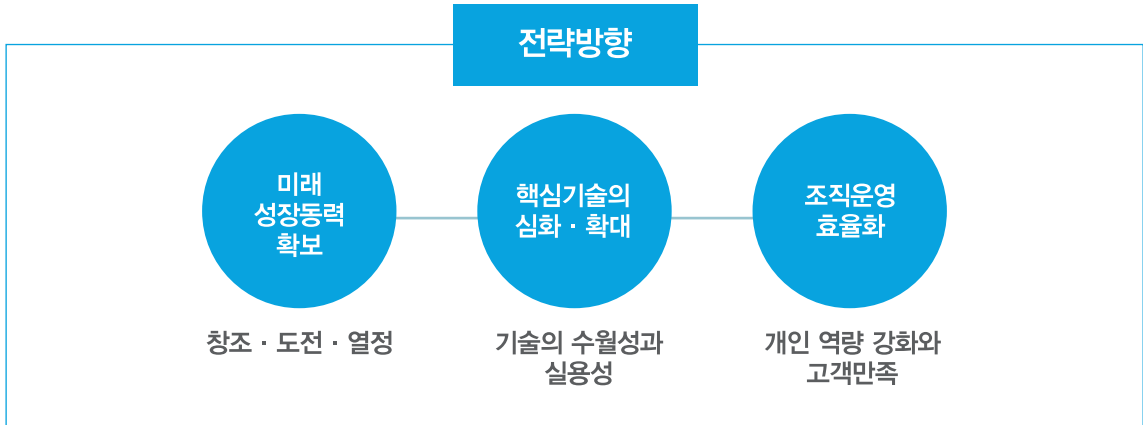 전략방향
미래
성장동력
확보
핵심기술의
심화 · 확대
조직운영
효율화
창조 · 도전 · 열정
기술의 수월성과
실용성
개인 역량 강화와
고객만족